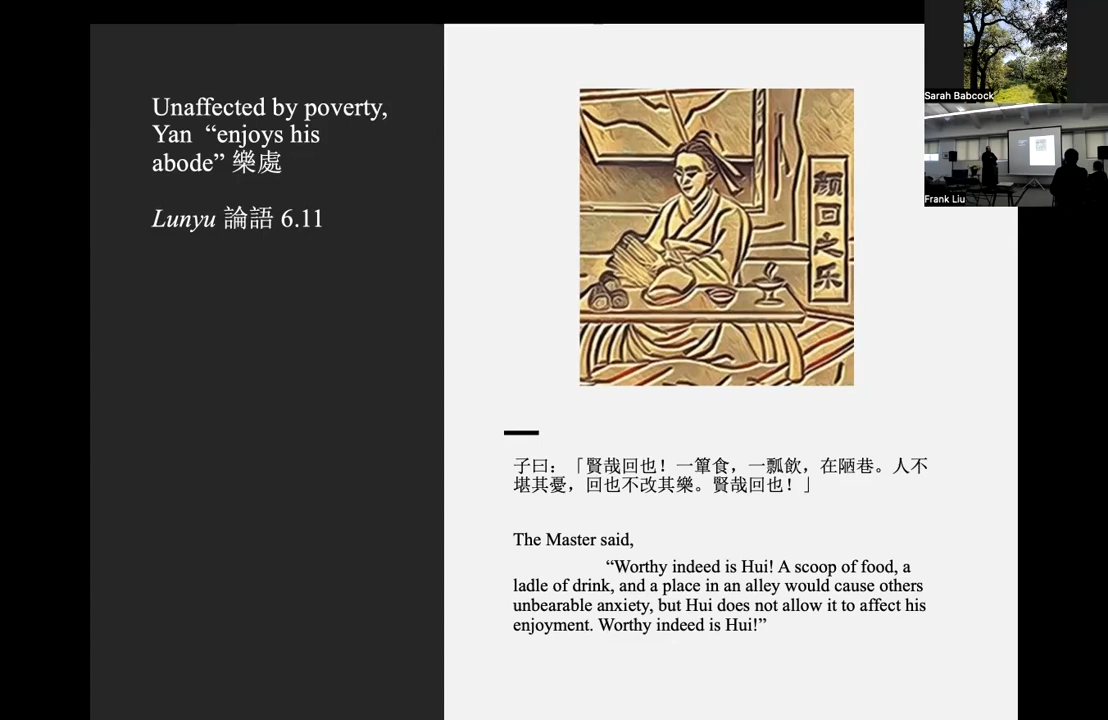 Unaffected by poverty,
Yan “enjoys his
abode” 樂處
Lunyu 論語 6.11
颜
回
之
乐
子曰：「賢哉回也！一簞食，一瓢飲，在陋巷。人不
堪其憂，回也不改其樂。賢哉回也！」
The Master said,
“Worthy indeed is Hui! A scoop of food, a
ladle of drink, and a place in an alley would cause others
unbearable anxiety, but Hui does not allow it to affect his
enjoyment. Worthy indeed is Hui!”
Sarah Babcock
Frank Liu